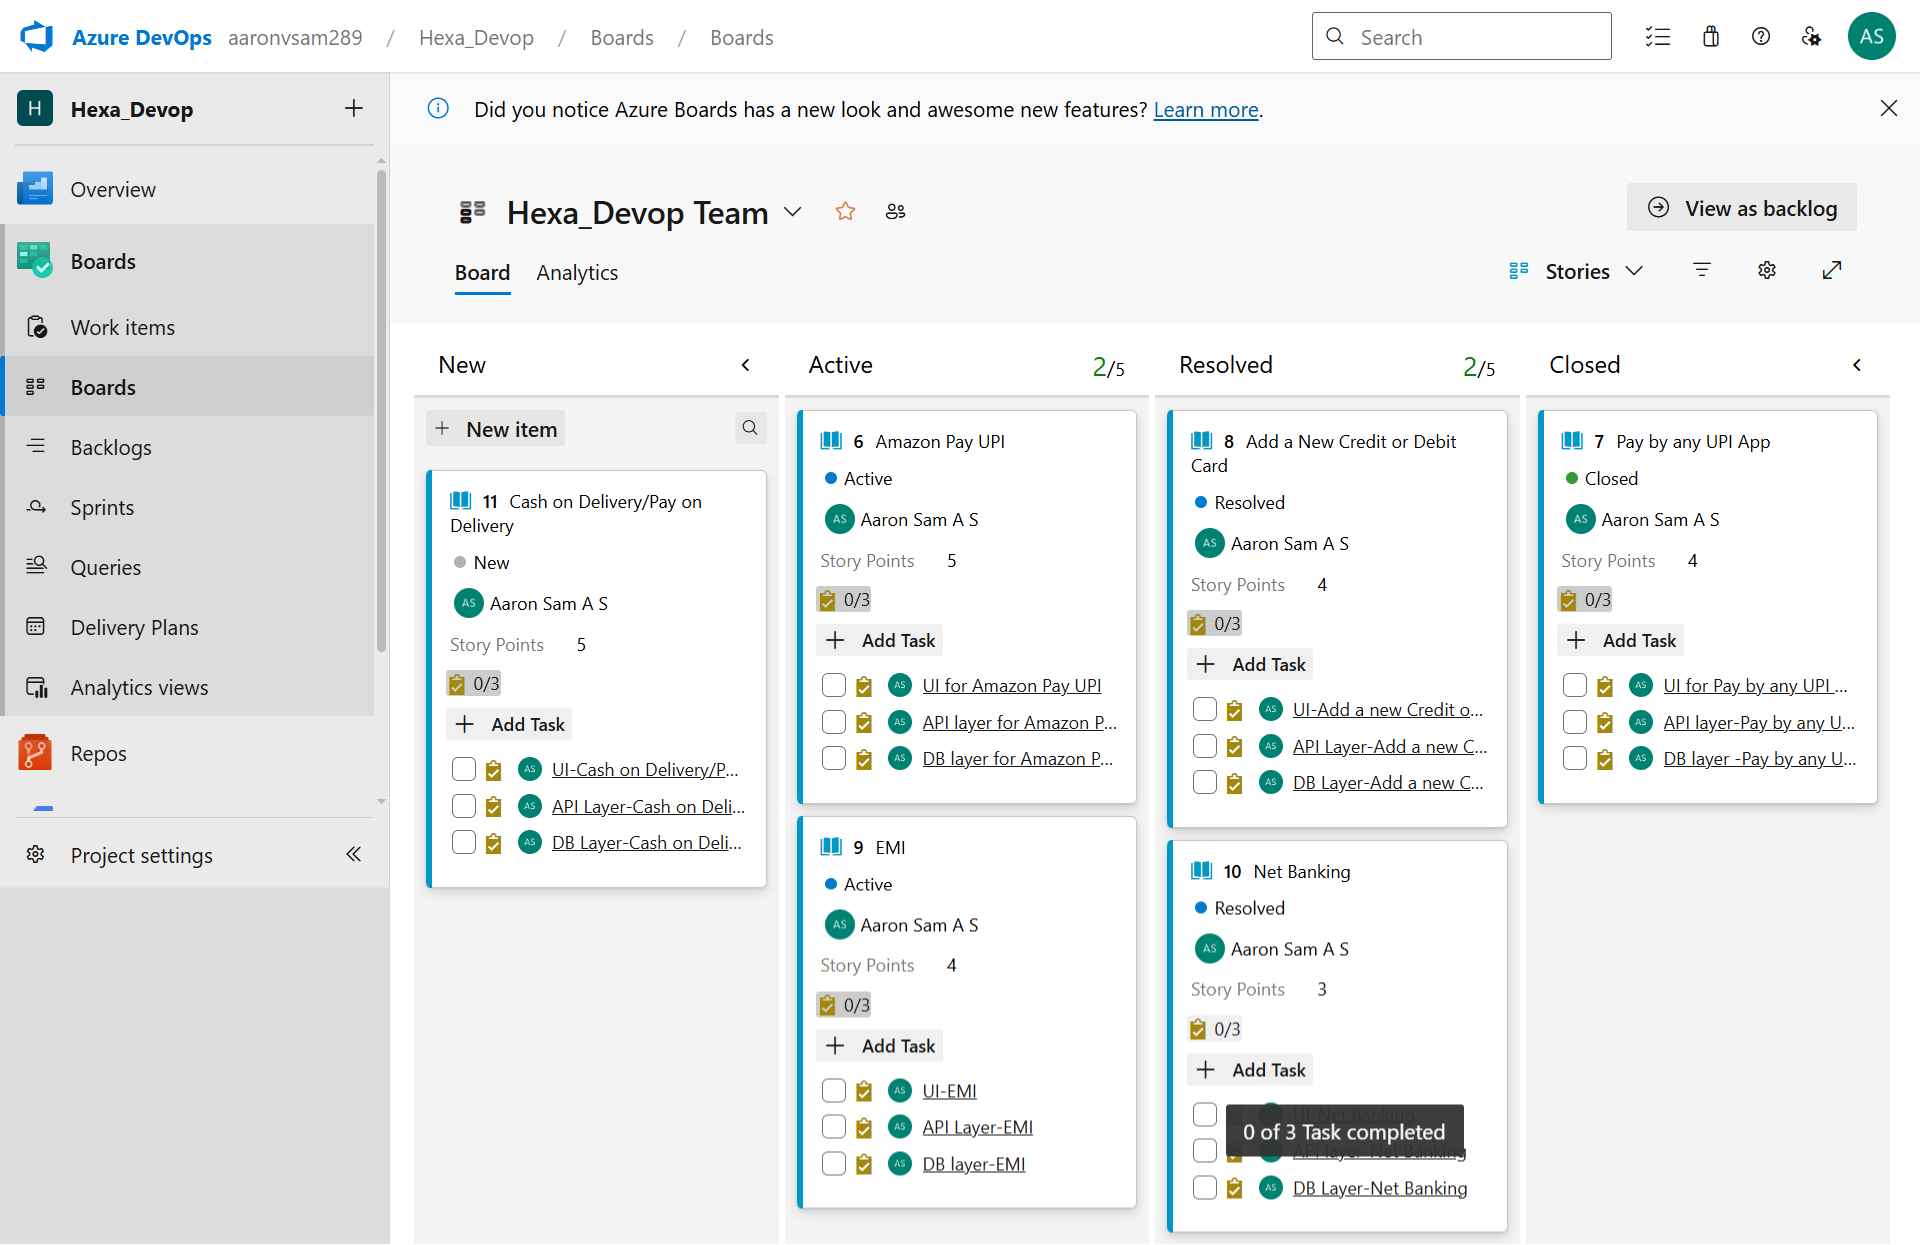 Azure DevOps aaronvsam289 / Hexa_Devop / Boards / Boards
Search
AS
H Hexa_Devop
Did you notice Azure Boards has a new look and awesome new features? Learn more.
Overview
Boards
Work items
Boards
Backlogs
Sprints
Queries
Delivery Plans
Analytics views
Repos
Project settings
Hexa_Devop Team
View as backlog
Board Analytics
Stories
New
New item
11 Cash on Delivery/Pay on
Delivery
New
AS Aaron Sam A S
Story Points 5
0/3
Add Task
AS UI-Cash on Delivery/P...
AS API Layer-Cash on Deli...
AS DB Layer-Cash on Deli...
Active 2/5
6 Amazon Pay UPI
Active
AS Aaron Sam A S
Story Points 5
0/3
Add Task
AS UI for Amazon Pay UPI
AS API layer for Amazon P...
AS DB layer for Amazon P...
9 EMI
Active
AS Aaron Sam A S
Story Points 4
0/3
Add Task
AS UI-EMI
AS API Layer-EMI
AS DB layer-EMI
Resolved 2/5
8 Add a New Credit or Debit
Card
Resolved
AS Aaron Sam A S
Story Points 4
0/3
Add Task
AS UI-Add a new Credit o...
AS API Layer-Add a new C...
AS DB Layer-Add a new C...
10 Net Banking
Resolved
AS Aaron Sam A S
Story Points 3
0/3
Add Task
UI-Net Banking
0 of 3 Task completed
API layer-Net Banking
AS DB Layer-Net Banking
Closed
7 Pay by any UPI App
Closed
AS Aaron Sam A S
Story Points 4
0/3
Add Task
AS UI for Pay by any UPI ...
AS API layer-Pay by any U...
AS DB layer -Pay by any U...